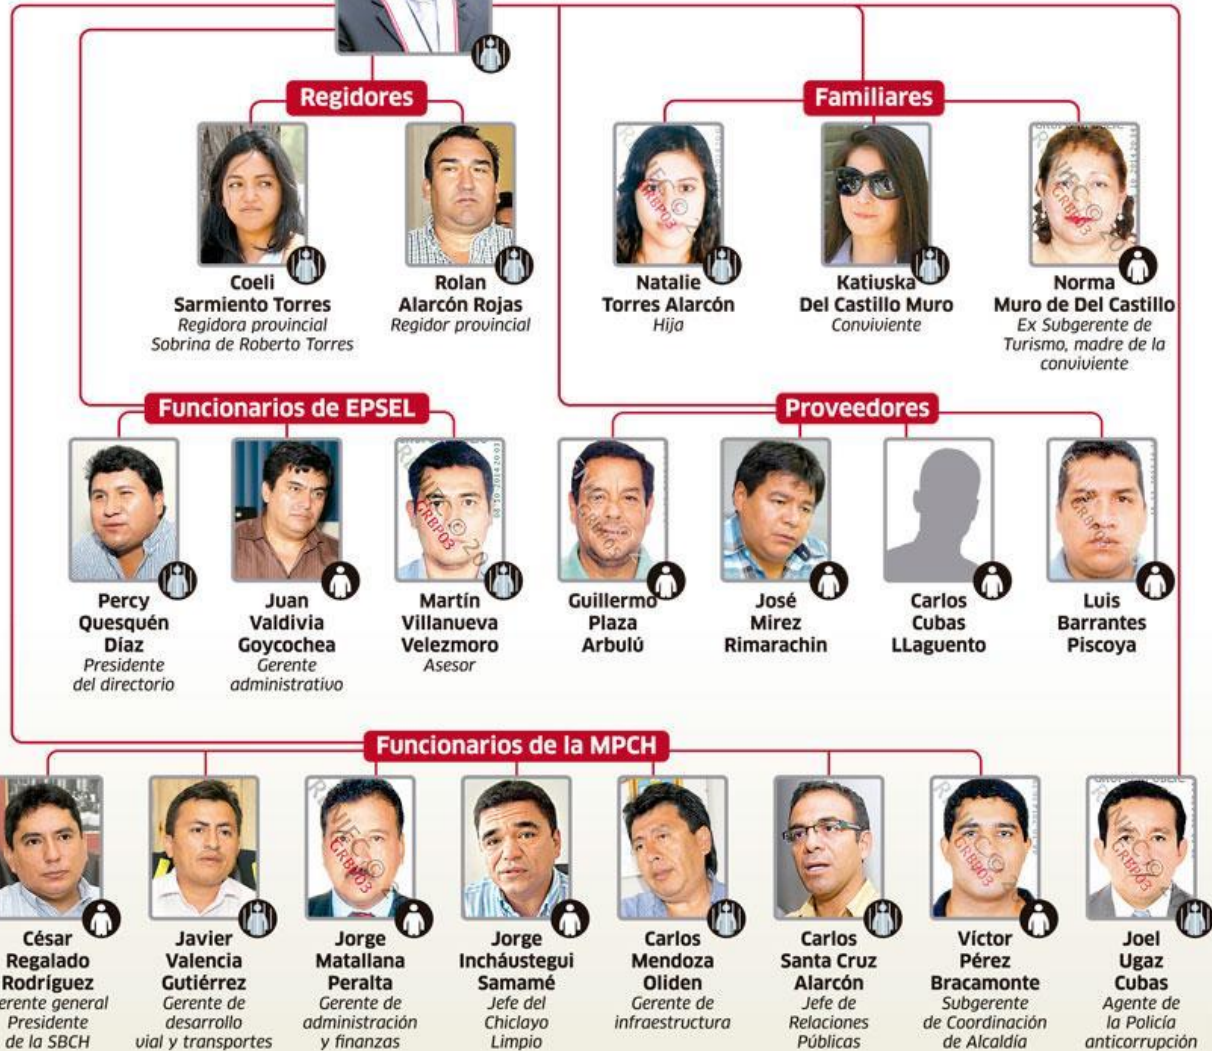 Regidores
Familiares
Coeli
Sarmiento Torres
Regidora provincial
Sobrina de Roberto Torres
Rolan
Alarcón Rojas
Regidor provincial
Natalie
Torres Alarcón
Hija
Katiuska
Del Castillo Muro
Conviviente
Norma
Muro de Del Castillo
Ex Subgerente de
Turismo, madre de la
conviviente
Funcionarios de EPSEL
Proveedores
Percy
Quesquén
Díaz
Presidente
del directorio
Juan
Valdivia
Goycochea
Gerente
administrativo
Martín
Villanueva
Velezmoro
Asesor
Guillermo
Plaza
Arbulú
José
Mirez
Rimarachin
Carlos
Cubas
LLaguento
Luis
Barrantes
Piscoya
Funcionarios de la MPCH
César
Regalado
Rodríguez
erente general
Presidente
de la SBCH
Javier
Valencia
Gutiérrez
Gerente de
desarrollo
vial y transportes
Jorge
Matallana
Peralta
Gerente de
administración
y finanzas
Jorge
Incháustegui
Samamé
Jefe del
Chiclayo
Limpio
Carlos
Mendoza
Oliden
Gerente de
infraestructura
Carlos
Santa Cruz
Alarcón
Jefe de
Relaciones
Públicas
Víctor
Pérez
Bracamonte
Subgerente
de Coordinación
de Alcaldía
Joel
Ugaz
Cubas
Agente de
la Policía
anticorrupción